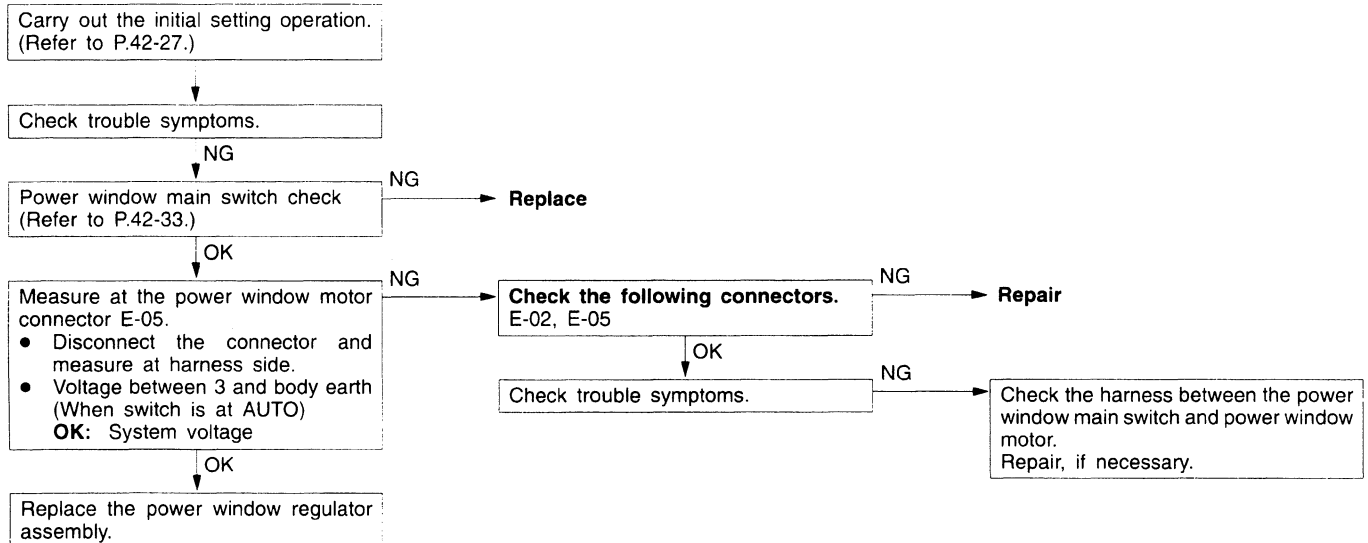 Carry out the initial setting operation.
(Refer to P.42-27.)
Check trouble symptoms.
NG
Power window main switch check
(Refer to P.42-33.)
NG
Replace
OK
Measure at the power window motor
connector E-05.
● Disconnect the connector and
measure at harness side.
● Voltage between 3 and body earth
(When switch is at AUTO)
OK: System voltage
NG
Check the following connectors.
E-02, E-05
NG
Repair
OK
Check trouble symptoms.
NG
Check the harness between the power
window main switch and power window
motor.
Repair, if necessary.
OK
Replace the power window regulator
assembly.